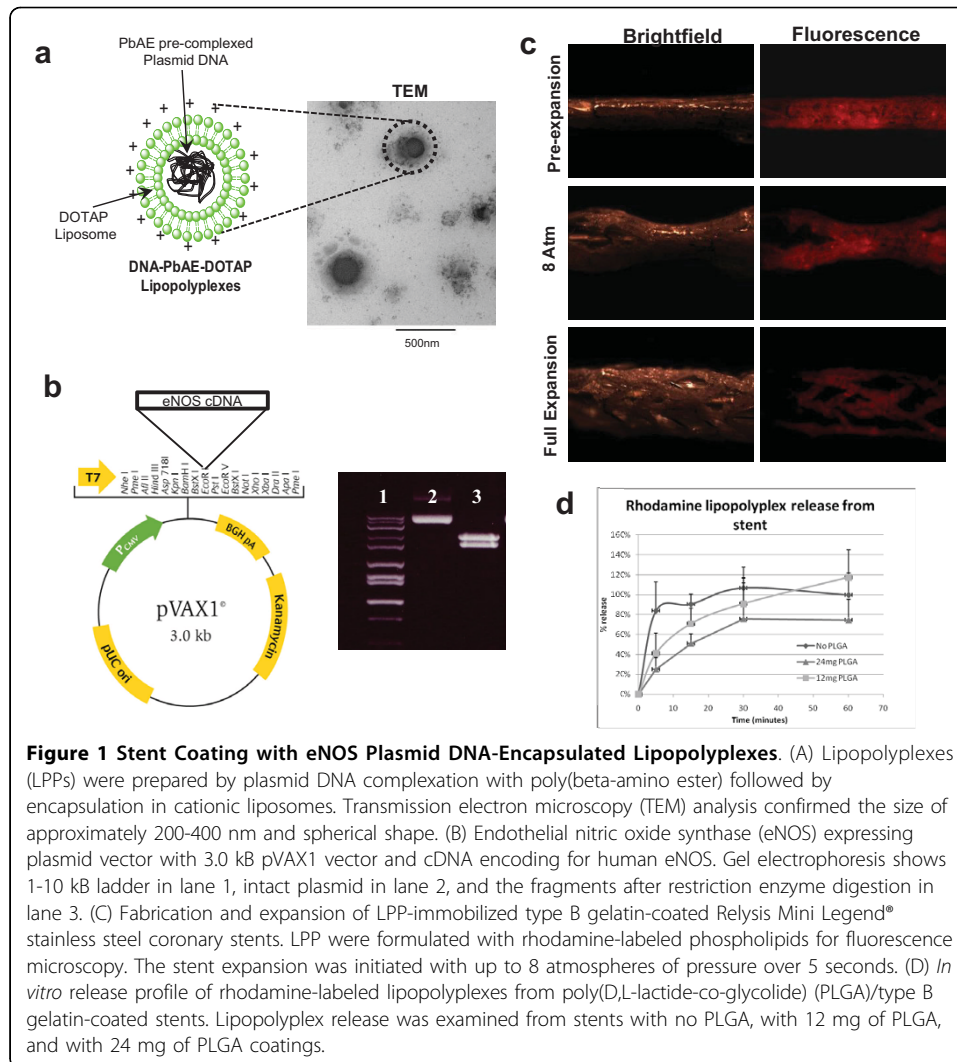 a
PbAE pre-complexed
Plasmid DNA
TEM
DOTAP
Liposome
DNA-PbAE-DOTAP
Lipopolyplexes
500nm
b
eNOS cDNA
T7
Nhe I
Pme I
Afl II
Hind III
Asp 718I
Kpn I
BamH I
BstX I
EcoR I
Pst I
EcoR V
BstX I
Not I
Xho I
Xba I
Dra II
Apa I
Pme I
PCMV
BGH pA
Kanamycin
pUC ori
pVAX1©
3.0 kb
1 2 3
c
Brightfield Fluorescence
Pre-expansion
8 Atm
Full Expansion
d
Rhodamine lipopolyplex release from
stent
% release
160%
140%
120%
100%
80%
60%
40%
20%
0%
0 10 20 30 40 50 60 70
Time (minutes)
No PLGA
24mg PLGA
12mg PLGA
Figure 1 Stent Coating with eNOS Plasmid DNA-Encapsulated Lipopolyplexes. (A) Lipopolyplexes
(LPPs) were prepared by plasmid DNA complexation with poly(beta-amino ester) followed by
encapsulation in cationic liposomes. Transmission electron microscopy (TEM) analysis confirmed the size of
approximately 200-400 nm and spherical shape. (B) Endothelial nitric oxide synthase (eNOS) expressing
plasmid vector with 3.0 kB pVAX1 vector and cDNA encoding for human eNOS. Gel electrophoresis shows
1-10 kB ladder in lane 1, intact plasmid in lane 2, and the fragments after restriction enzyme digestion in
lane 3. (C) Fabrication and expansion of LPP-immobilized type B gelatin-coated Relysis Mini Legend®
stainless steel coronary stents. LPP were formulated with rhodamine-labeled phospholipids for fluorescence
microscopy. The stent expansion was initiated with up to 8 atmospheres of pressure over 5 seconds. (D) In
vitro release profile of rhodamine-labeled lipopolyplexes from poly(D,L-lactide-co-glycolide) (PLGA)/type B
gelatin-coated stents. Lipopolyplex release was examined from stents with no PLGA, with 12 mg of PLGA,
and with 24 mg of PLGA coatings.